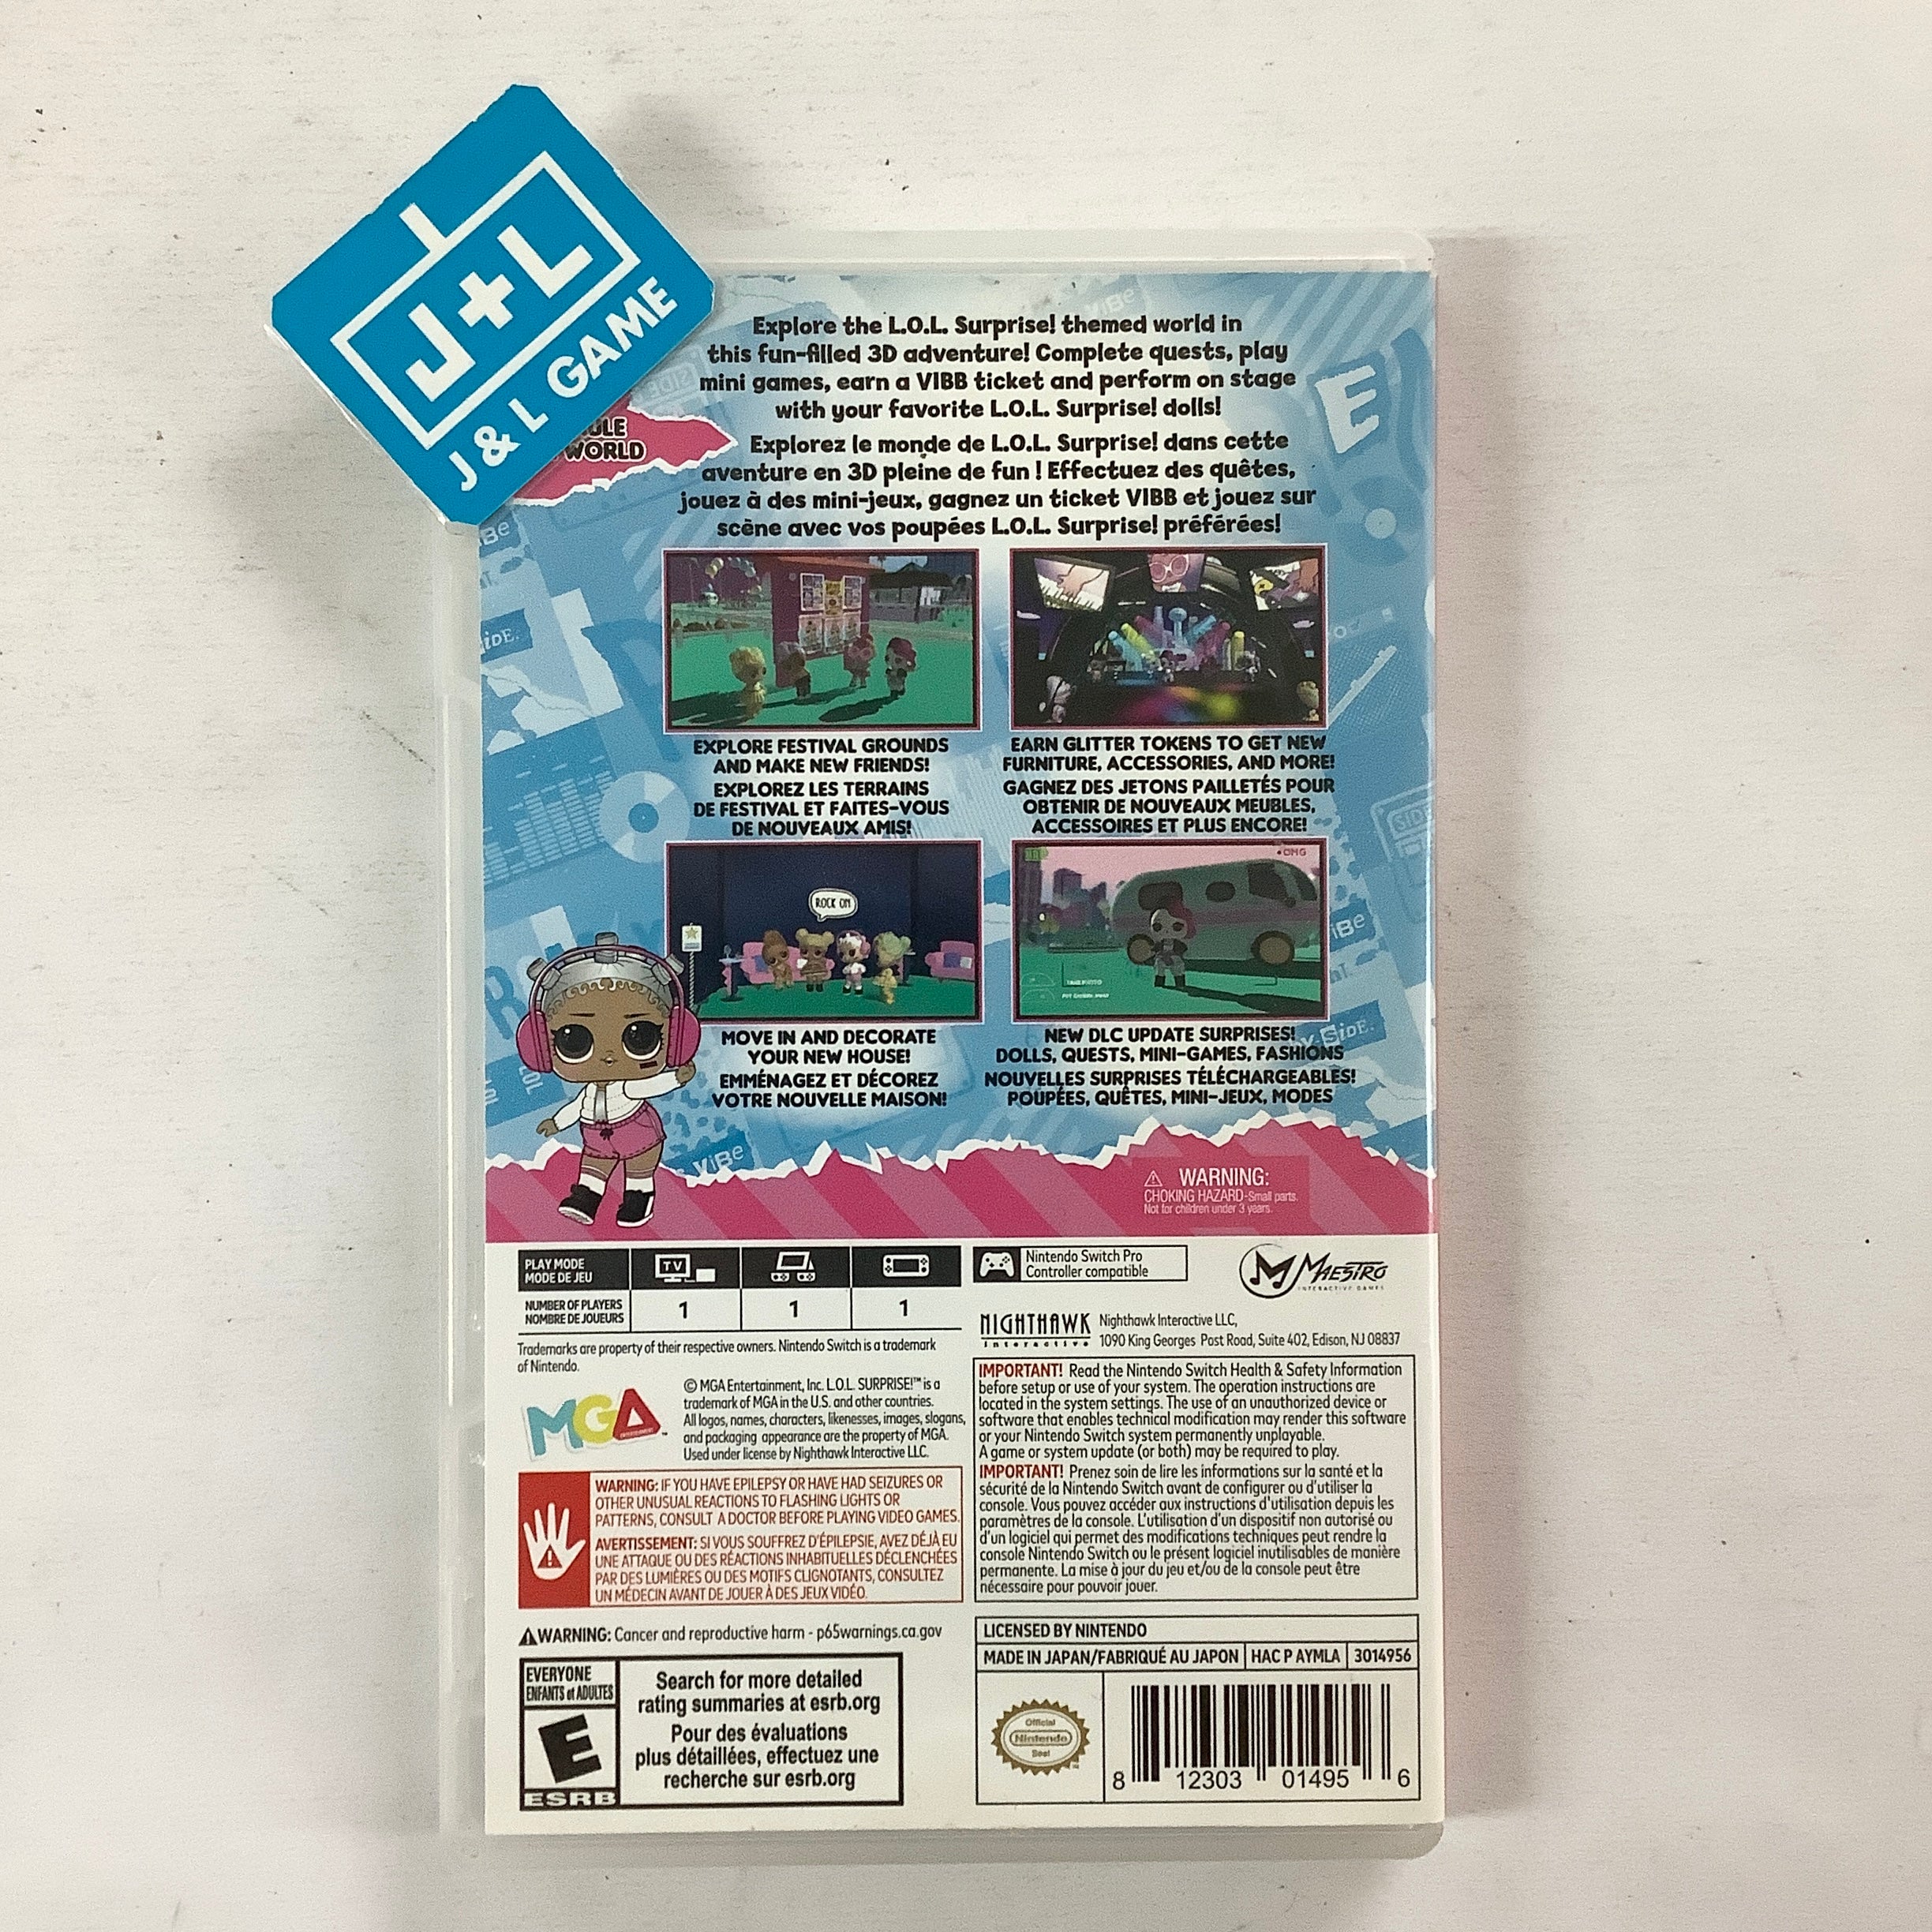 J+L
J & L GAME
ULE
WORLD
Explore the L.O.L. Surprise! themed world in
this fun-filled 3D adventure! Complete quests, play
mini games, earn a VIBB ticket and perform on stage
with your favorite L.O.L. Surprise! dolls!
Explorez le monde de L.O.L. Surprise! dans cette
aventure en 3D pleine de fun ! Effectuez des quêtes,
jouez à des mini-jeux, gagnez un ticket VIBB et jouez sur
scène avec vos poupées L.O.L. Surprise! préférées!
EXPLORE FESTIVAL GROUNDS
AND MAKE NEW FRIENDS!
EXPLOREZ LES TERRAINS
DE FESTIVAL ET FAITES-VOUS
DE NOUVEAUX AMIS!
EARN GLITTER TOKENS TO GET NEW
FURNITURE, ACCESSORIES, AND MORE!
GAGNEZ DES JETONS PAILLETÉS POUR
OBTENIR DE NOUVEAUX MEUBLES,
ACCESSOIRES ET PLUS ENCORE!
ROCK ON
OMG
MOVE IN AND DECORATE
YOUR NEW HOUSE!
EMMÉNAGEZ ET DÉCOREZ
VOTRE NOUVELLE MAISON!
NEW DLC UPDATE SURPRISES!
DOLLS, QUESTS, MINI-GAMES, FASHIONS
NOUVELLES SURPRISES TÉLÉCHARGEABLES!
POUPÉES, QUÊTES, MINI-JEUX, MODES
WARNING:
CHOKING HAZARD-Small parts.
Not for children under 3 years.
PLAY MODE
MODE DE JEU
TV
NUMBER OF PLAYERS
NOMBRE DE JOUEURS
1 1 1
Nintendo Switch Pro
Controller compatible
MAESTRO
INTERACTIVE GAMES
Trademarks are property of their respective owners. Nintendo Switch is a trademark
of Nintendo.
NIGHTHAWK
interactive
Nighthawk Interactive LLC,
1090 King Georges Post Road, Suite 402, Edison, NJ 08837
MGA
ENTERTAINMENT
© MGA Entertainment, Inc. L.O.L. SURPRISE!™ is a
trademark of MGA in the U.S. and other countries.
All logos, names, characters, likenesses, images, slogans,
and packaging appearance are the property of MGA.
Used under license by Nighthawk Interactive LLC.
IMPORTANT! Read the Nintendo Switch Health & Safety Information
before setup or use of your system. The operation instructions are
located in the system settings. The use of an unauthorized device or
software that enables technical modification may render this software
or your Nintendo Switch system permanently unplayable.
A game or system update (or both) may be required to play.
IMPORTANT! Prenez soin de lire les informations sur la santé et la
sécurité de la Nintendo Switch avant de configurer ou d'utiliser la
console. Vous pouvez accéder aux instructions d'utilisation depuis les
paramètres de la console. L'utilisation d'un dispositif non autorisé ou
d'un logiciel qui permet des modifications techniques peut rendre la
console Nintendo Switch ou le présent logiciel inutilisables de manière
permanente. La mise à jour du jeu et/ou de la console peut être
nécessaire pour pouvoir jouer.
WARNING: IF YOU HAVE EPILEPSY OR HAVE HAD SEIZURES OR
OTHER UNUSUAL REACTIONS TO FLASHING LIGHTS OR
PATTERNS, CONSULT A DOCTOR BEFORE PLAYING VIDEO GAMES.
AVERTISSEMENT: SI VOUS SOUFFREZ D'ÉPILEPSIE, AVEZ DÉJÀ EU
UNE ATTAQUE OU DES RÉACTIONS INHABITUELLES DÉCLENCHÉES
PAR DES LUMIÈRES OU DES MOTIFS CLIGNOTANTS, CONSULTEZ
UN MÉDECIN AVANT DE JOUER À DES JEUX VIDÉO.
WARNING: Cancer and reproductive harm - p65warnings.ca.gov
EVERYONE
ENFANTS et ADULTES
E
ESRB
Search for more detailed
rating summaries at esrb.org
Pour des évaluations
plus détaillées, effectuez une
recherche sur esrb.org
LICENSED BY NINTENDO
MADE IN JAPAN/FABRIQUÉ AU JAPON HAC P AYMLA 3014956
Official
Nintendo
Seal
8 12303 01495 6